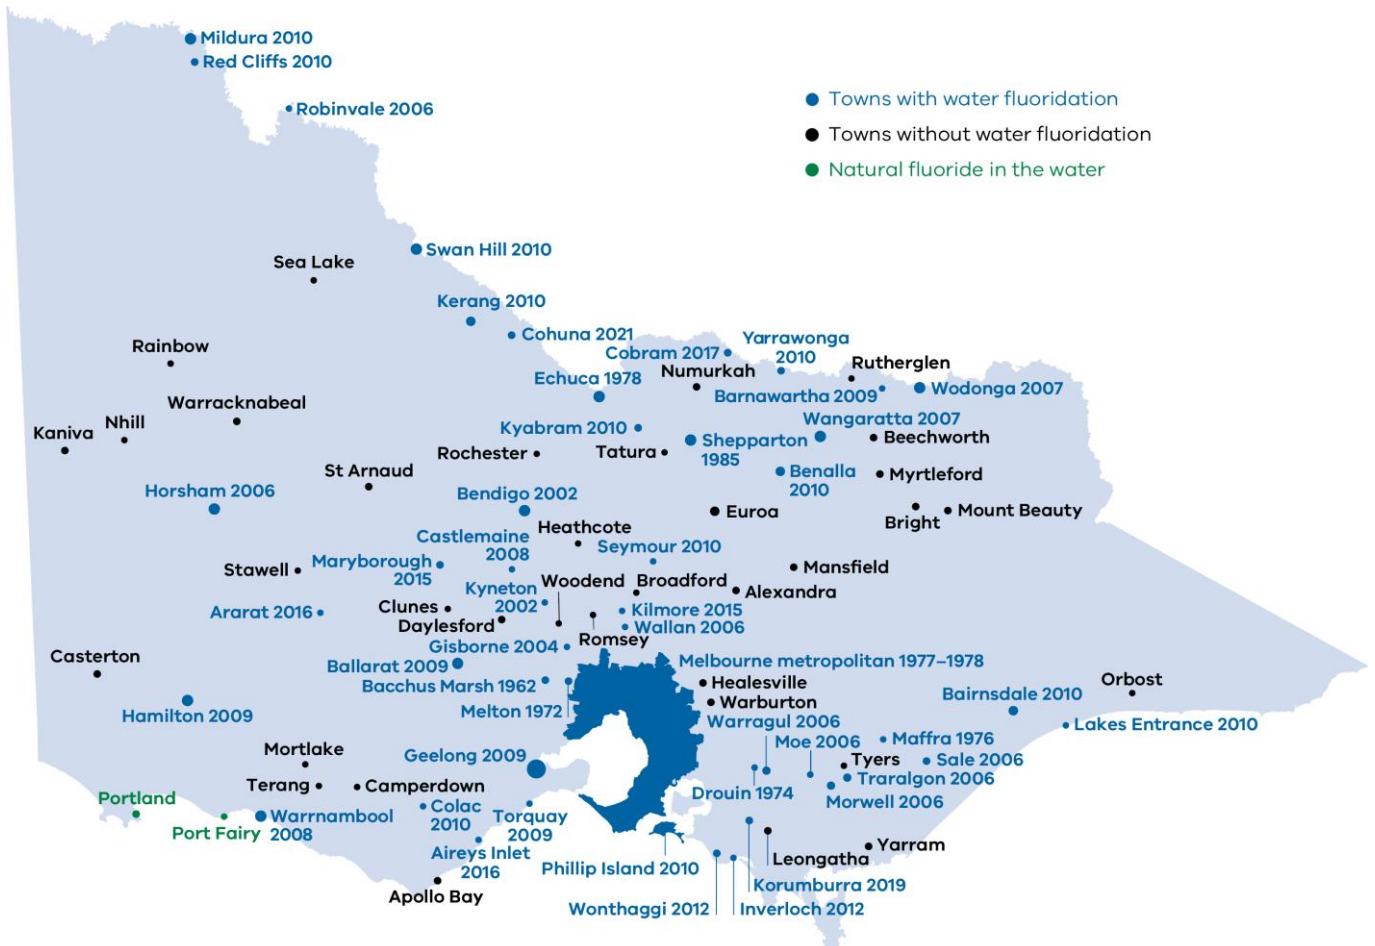 Mildura 2010
Red Cliffs 2010
Robinvale 2006
Towns with water fluoridation
Towns without water fluoridation
Natural fluoride in the water
Swan Hill 2010
Sea Lake
Kerang 2010
Cohuna 2021
Rainbow
Cobram 2017
Yarrawonga
2010
Numurkah
Rutherglen
Echuca 1978
Barnawartha 2009
Wodonga 2007
Warracknabeal
Nhill
Kaniva
Kyabram 2010
Wangaratta 2007
Shepparton
1985
Beechworth
Rochester
Tatura
St Arnaud
Benalla
2010
Myrtleford
Horsham 2006
Bendigo 2002
Euroa
Bright
Mount Beauty
Heathcote
Castlemaine
2008
Seymour 2010
Stawell
Maryborough
2015
Mansfield
Woodend
Broadford
Alexandra
Kyneton
2002
Ararat 2016
Clunes
Daylesford
Kilmore 2015
Wallan 2006
Romsey
Gisborne 2004
Casterton
Ballarat 2009
Melbourne metropolitan 1977–1978
Bacchus Marsh 1962
Healesville
Orbost
Warburton
Bairnsdale 2010
Melton 1972
Hamilton 2009
Warragul 2006
Lakes Entrance 2010
Moe 2006
Maffra 1976
Mortlake
Geelong 2009
Tyers
Sale 2006
Terang
Camperdown
Traralgon 2006
Drouin 1974
Morwell 2006
Portland
Port Fairy
Warrnambool
2008
Colac
2010
Torquay
2009
Aireys Inlet
2016
Yarram
Leongatha
Phillip Island 2010
Korumburra 2019
Apollo Bay
Wonthaggi 2012
Inverloch 2012